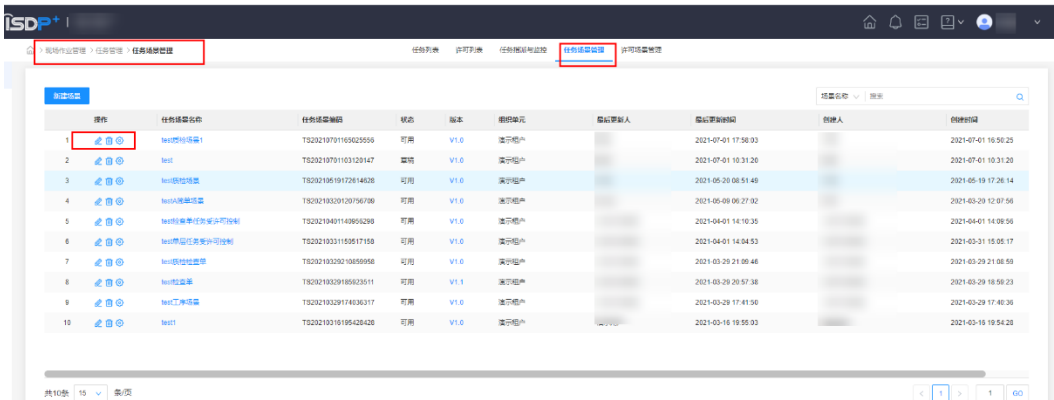 iSDP+ |
> 现场作业管理 > 任务管理 > 任务场景管理 任务列表 许可列表 任务指派与监控 任务场景管理 许可场景管理
新建场景 场景名称 搜索
操作 任务场景名称 任务场景编码 状态 版本 组织单元 最后更新人 最后更新时间 创建人 创建时间
1 test质检场景1 TS20210701165025556 可用 V1.0 演示租户 2021-07-01 17:58:03 2021-07-01 16:50:25
2 test TS20210701103120147 草稿 V1.0 演示租户 2021-07-01 10:31:20 2021-07-01 10:31:20
3 test质检场景 TS20210519172614628 可用 V1.0 演示租户 2021-05-20 08:51:49 2021-05-19 17:26:14
4 testA派单场景 TS20210320120756709 可用 V1.0 演示租户 2021-05-09 06:27:02 2021-03-20 12:07:56
5 test检查单任务受许可控制 TS20210401140956298 可用 V1.0 演示租户 2021-04-01 14:10:35 2021-04-01 14:09:56
6 test带层任务受许可控制 TS20210331150517158 可用 V1.0 演示租户 2021-04-01 14:04:53 2021-03-31 15:05:17
7 test质检检查单 TS20210329210859958 可用 V1.0 演示租户 2021-03-29 21:09:46 2021-03-29 21:08:59
8 test检查单 TS20210329185923511 可用 V1.1 演示租户 2021-03-29 20:57:38 2021-03-29 18:59:23
9 test工序场景 TS20210329174036317 可用 V1.0 演示租户 2021-03-29 17:41:50 2021-03-29 17:40:36
10 test1 TS20210316195428428 可用 V1.0 演示租户 2021-03-16 19:55:03 2021-03-16 19:54:28
共10条 15 条/页 < 1 > 1 GO